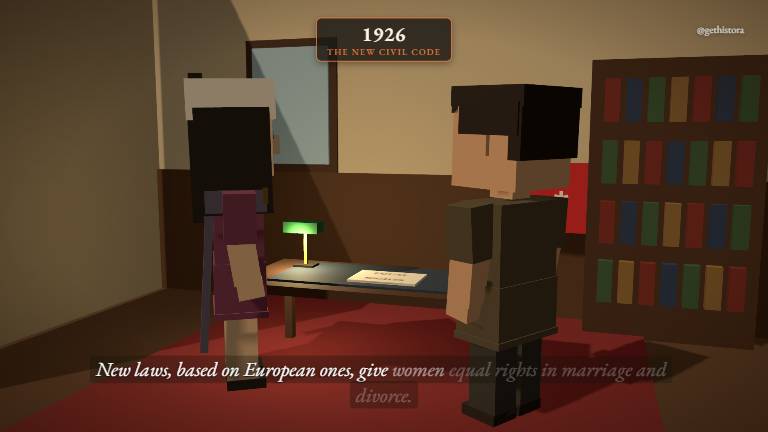 1926
THE NEW CIVIL CODE
@gethistora
New laws, based on European ones, give women equal rights in marriage and
divorce.